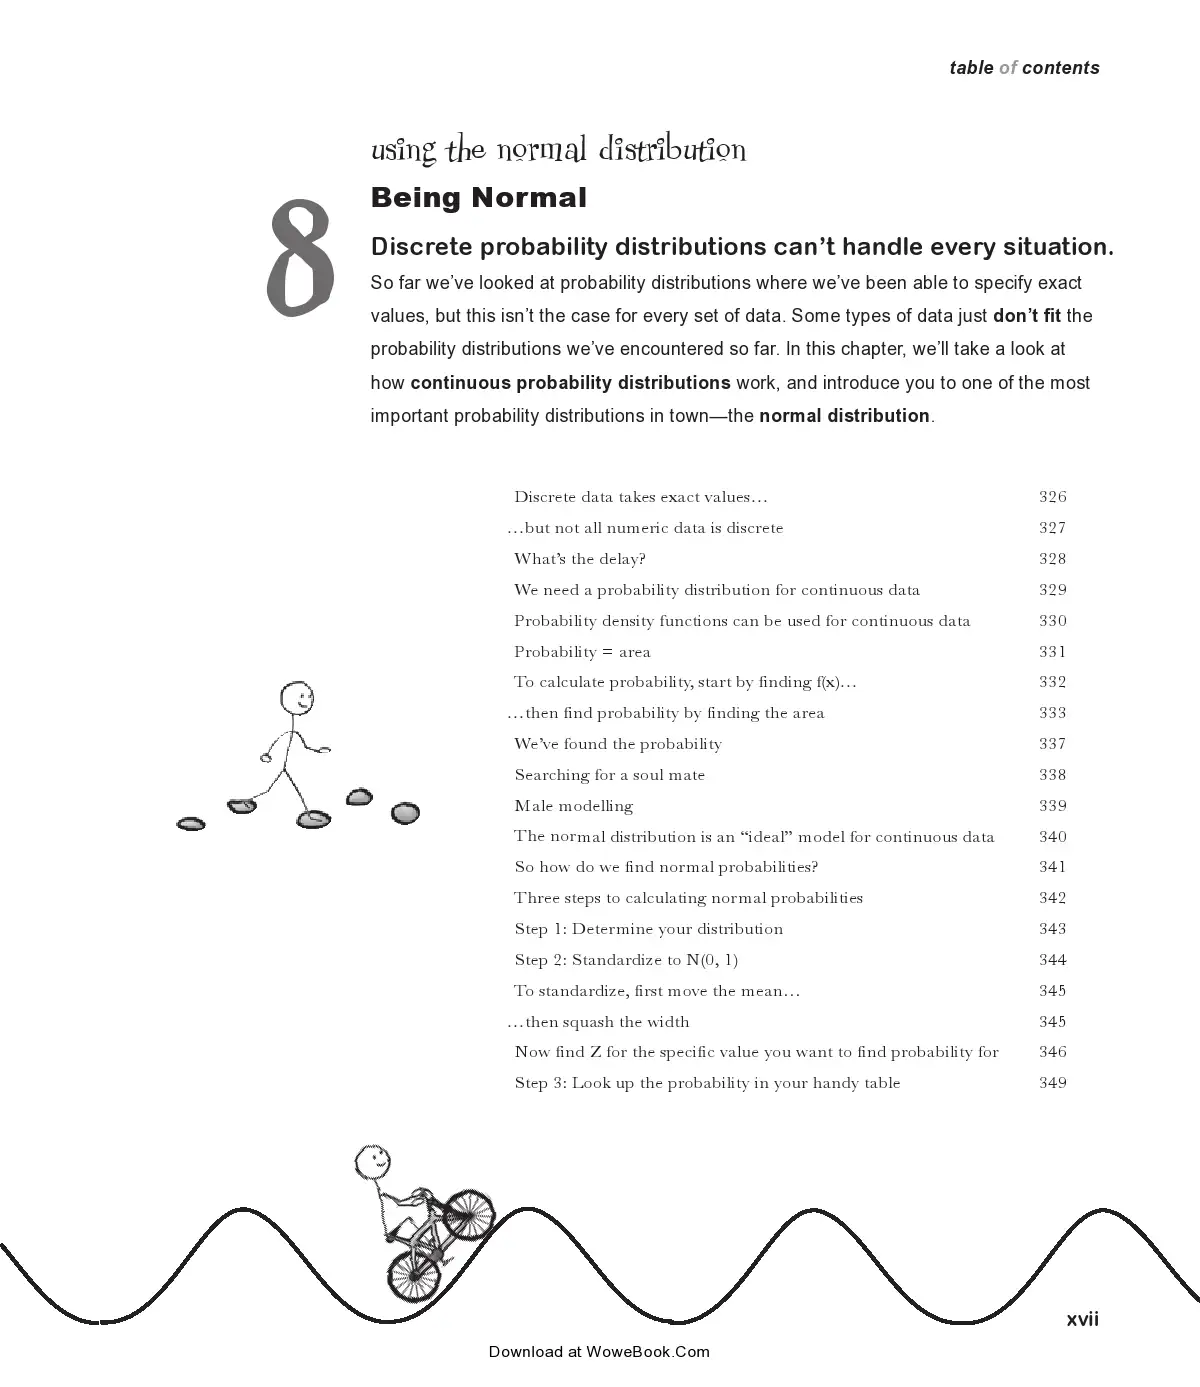 table of contents
using the normal distribution
8
Being Normal
Discrete probability distributions can’t handle every situation.
So far we’ve looked at probability distributions where we’ve been able to specify exact
values, but this isn’t the case for every set of data. Some types of data just don’t fit the
probability distributions we’ve encountered so far. In this chapter, we’ll take a look at
how continuous probability distributions work, and introduce you to one of the most
important probability distributions in town—the normal distribution.
Discrete data takes exact values… 326
…but not all numeric data is discrete 327
What’s the delay? 328
We need a probability distribution for continuous data 329
Probability density functions can be used for continuous data 330
Probability = area 331
To calculate probability, start by finding f(x)… 332
…then find probability by finding the area 333
We’ve found the probability 337
Searching for a soul mate 338
Male modelling 339
The normal distribution is an “ideal” model for continuous data 340
So how do we find normal probabilities? 341
Three steps to calculating normal probabilities 342
Step 1: Determine your distribution 343
Step 2: Standardize to N(0, 1) 344
To standardize, first move the mean… 345
…then squash the width 345
Now find Z for the specific value you want to find probability for 346
Step 3: Look up the probability in your handy table 349
xvii
Download at WoweBook.Com